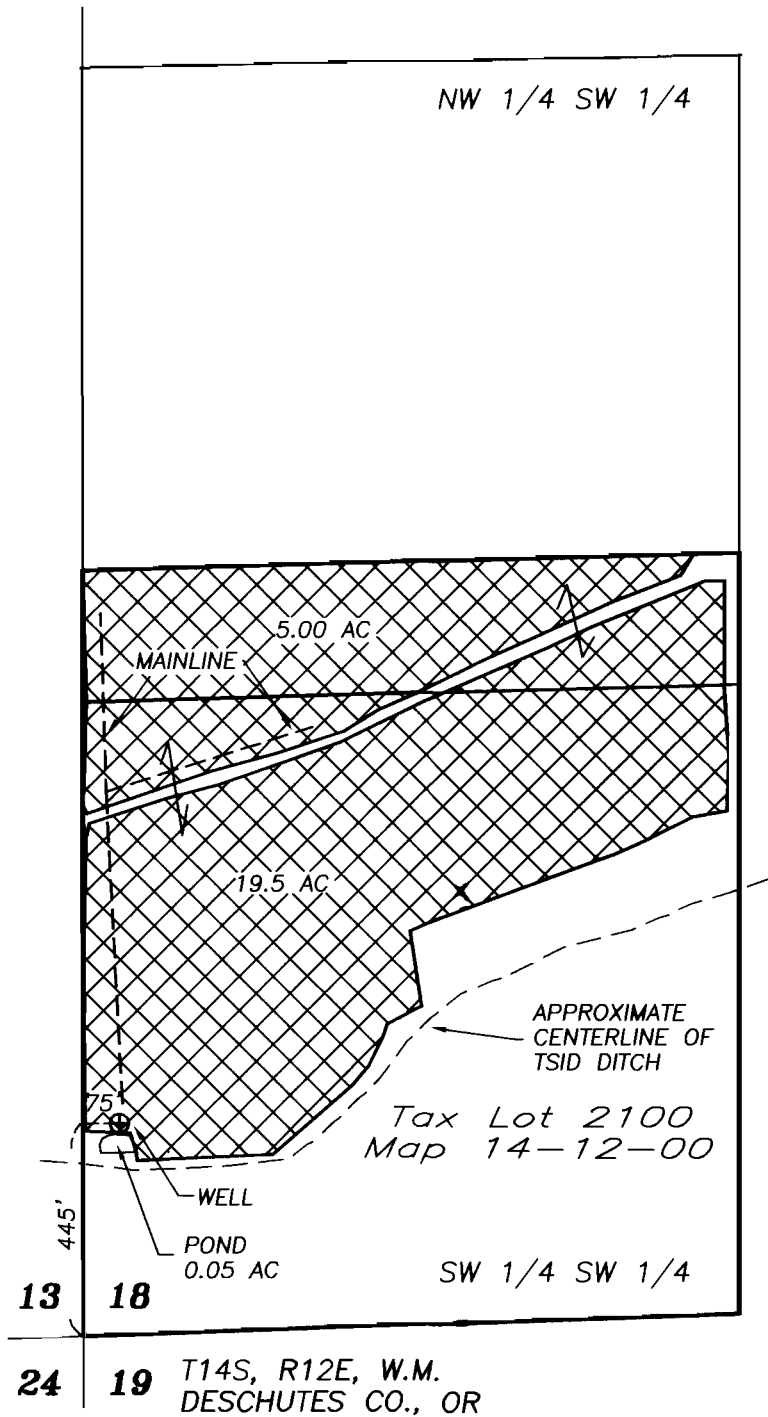 NW 1/4 SW 1/4
5.00 AC
MAINLINE
19.5 AC
APPROXIMATE
CENTERLINE OF
TSID DITCH
75
Tax Lot 2100
Map 14-12-00
WELL
445'
POND
0.05 AC
SW 1/4 SW 1/4
13 18
24 19
T14S, R12E, W.M.
DESCHUTES CO., OR